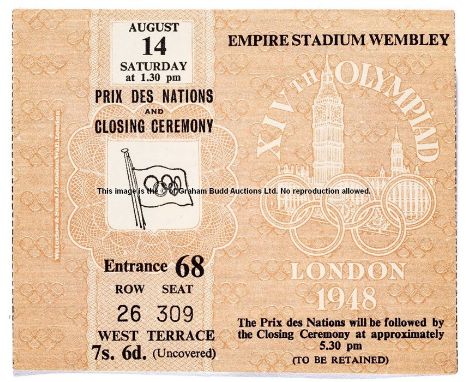 AUGUST
14
SATURDAY
at 1.30 pm
PRIX DES NATIONS
AND
CLOSING CEREMONY
Entrance 68
ROW SEAT
26 309
WEST TERRACE
7s. 6d. (Uncovered)
EMPIRE STADIUM WEMBLEY
XIVTH OLYMPIAD
This image is the © of Graham Budd Auctions Ltd. No reproduction allowed.
LONDON
1948
The Prix des Nations will be followed by
the Closing Ceremony at approximately
5.30 pm
(TO BE RETAINED)